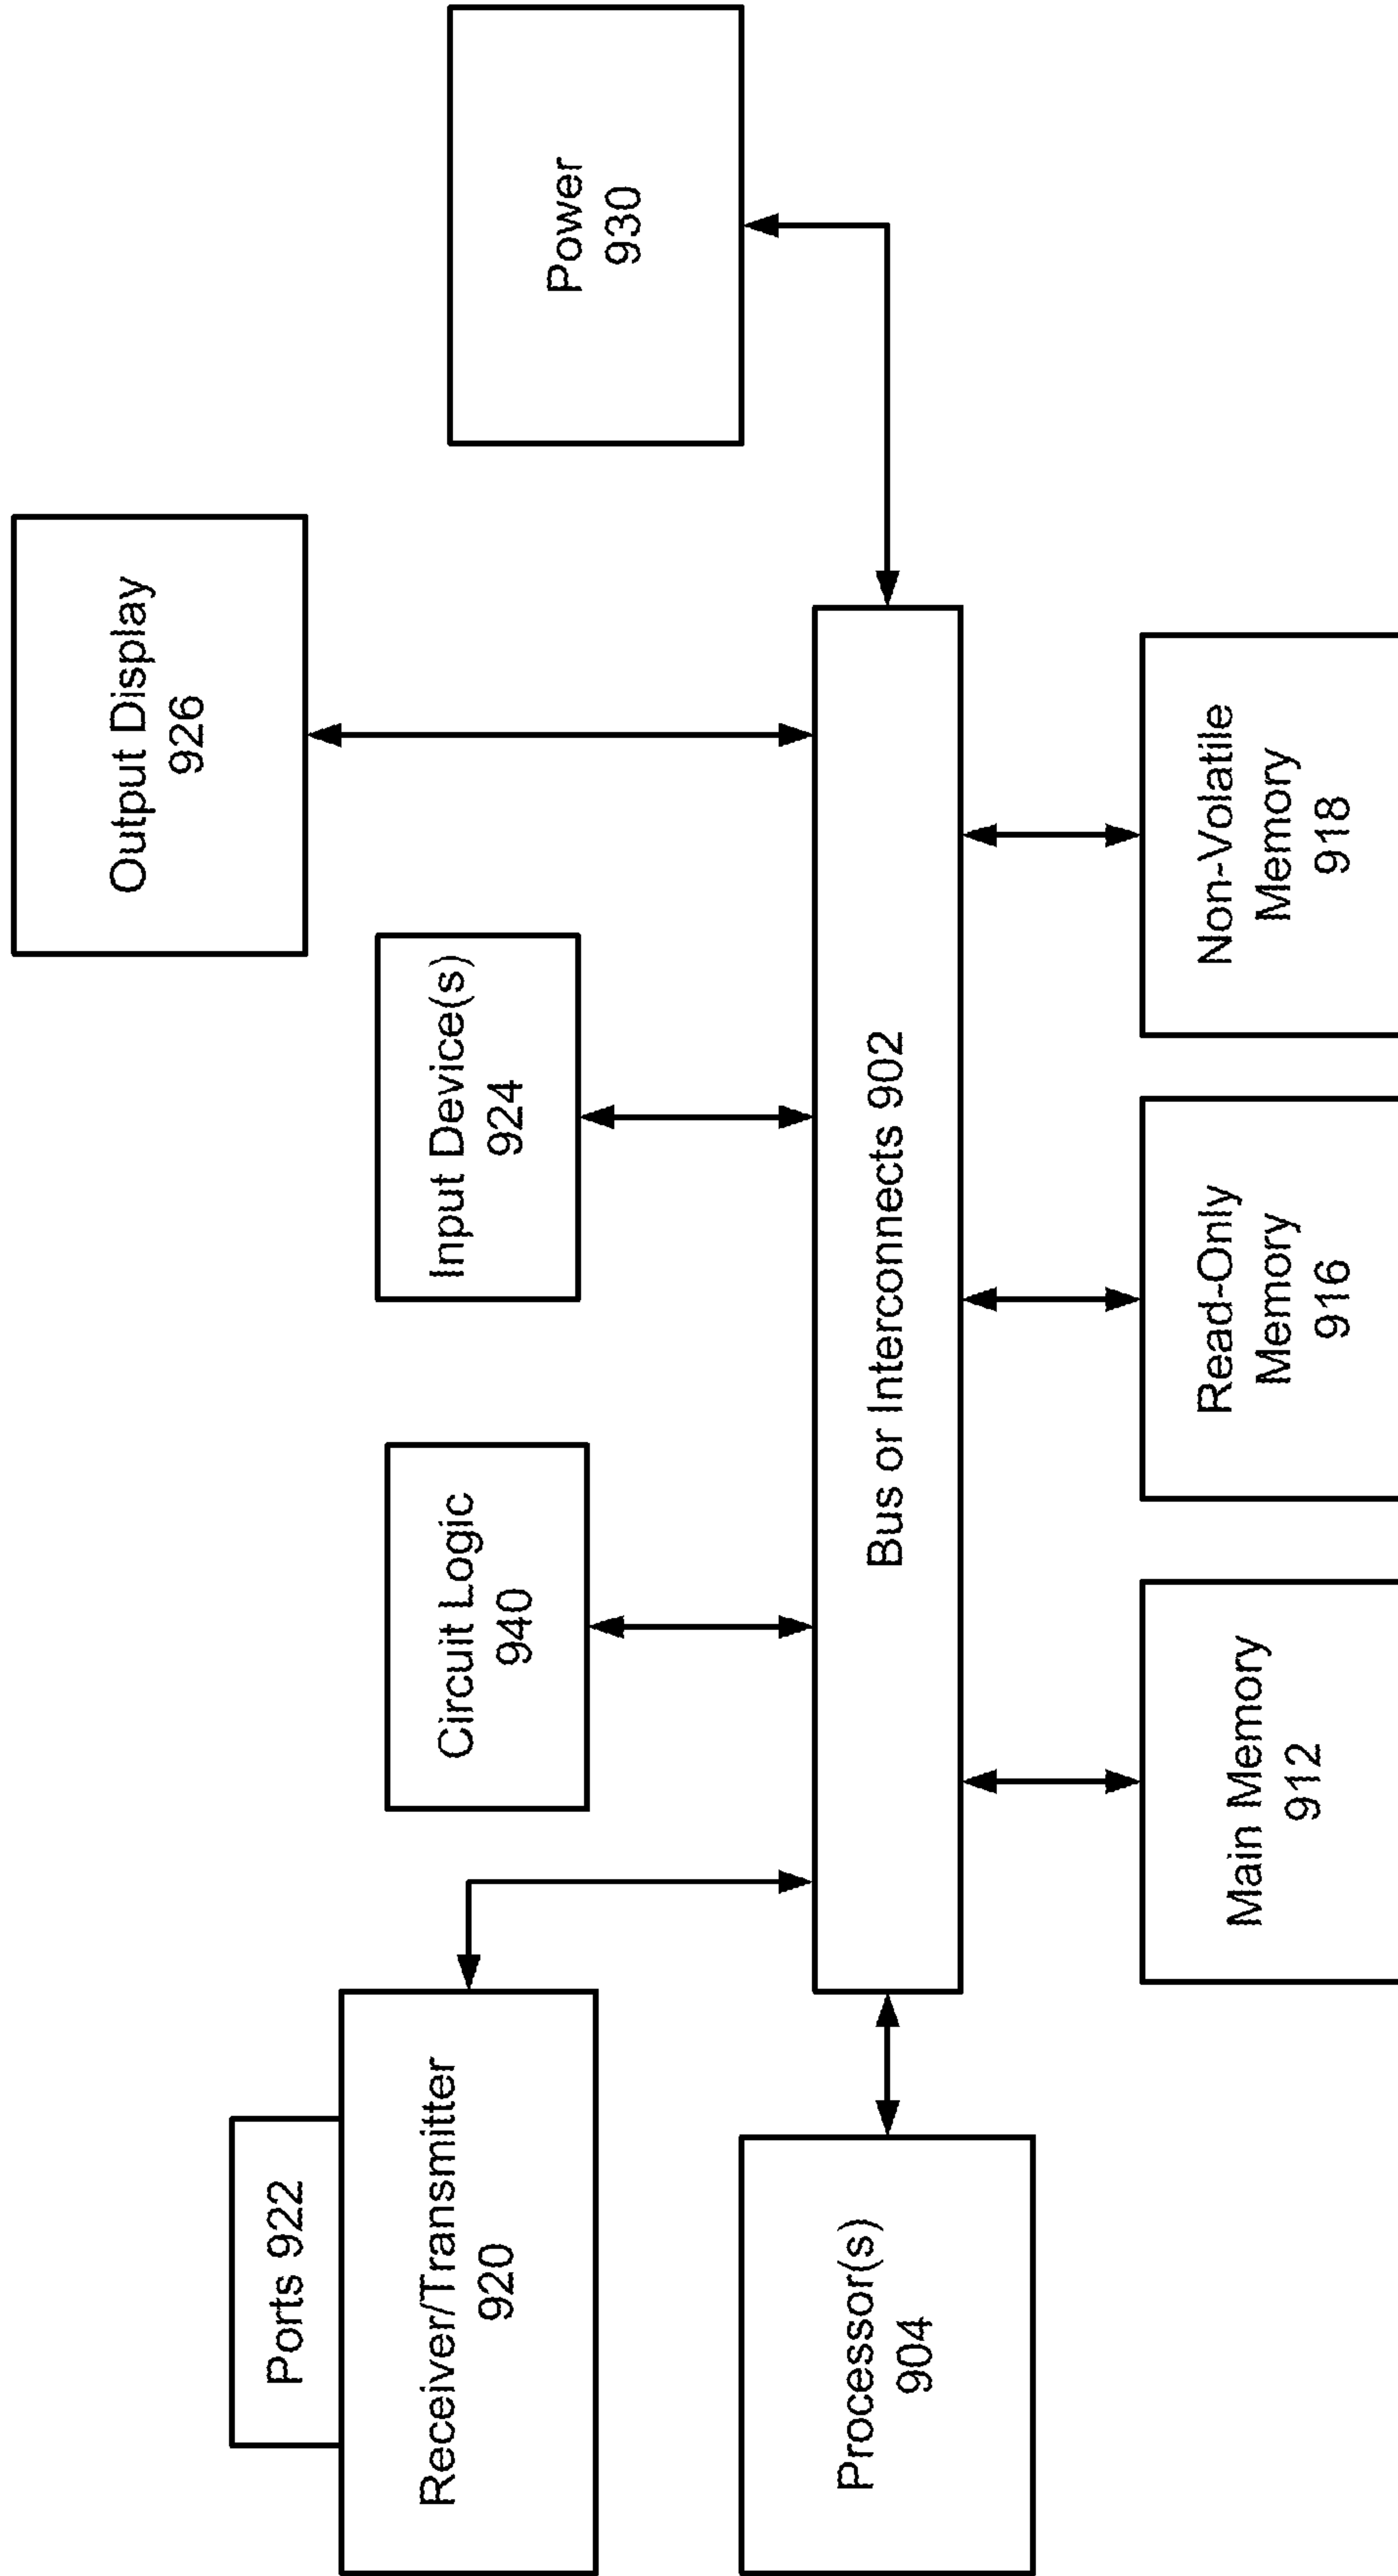 Ports 922
Receiver/Transmitter
920
Circuit Logic
940
Input Device(s)
924
Output Display
926
Power
930
Processor(s)
904
Bus or Interconnects 902
Main Memory
912
Read-Only
Memory
916
Non-Volatile
Memory
918